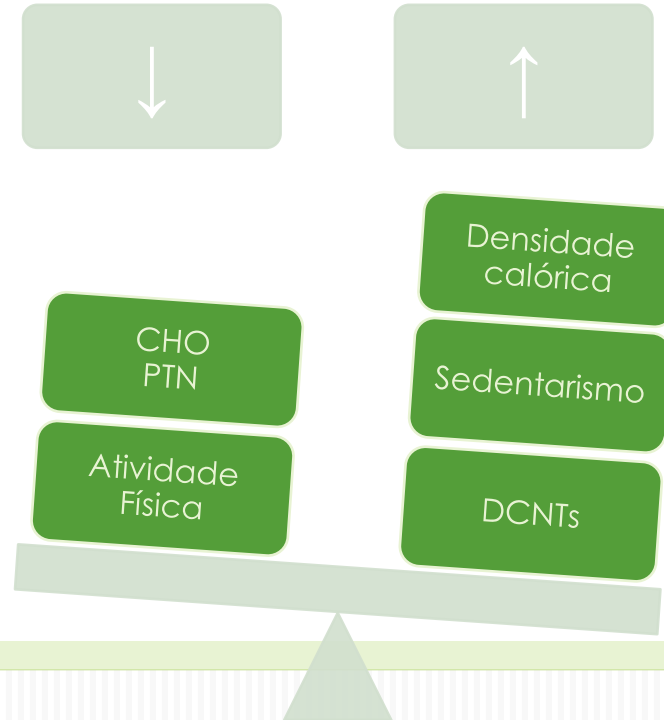 ↓
↑
CHO
PTN
Atividade
Física
Densidade
calórica
Sedentarismo
DCNTs